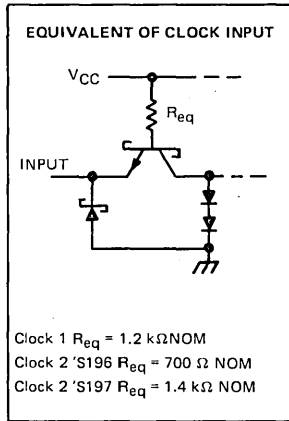 EQUIVALENT OF CLOCK INPUT
VCC
Req
INPUT
Clock 1 Req = 1.2 kΩNOM
Clock 2 'S196 Req = 700 Ω NOM
Clock 2 'S197 Req = 1.4 kΩ NOM